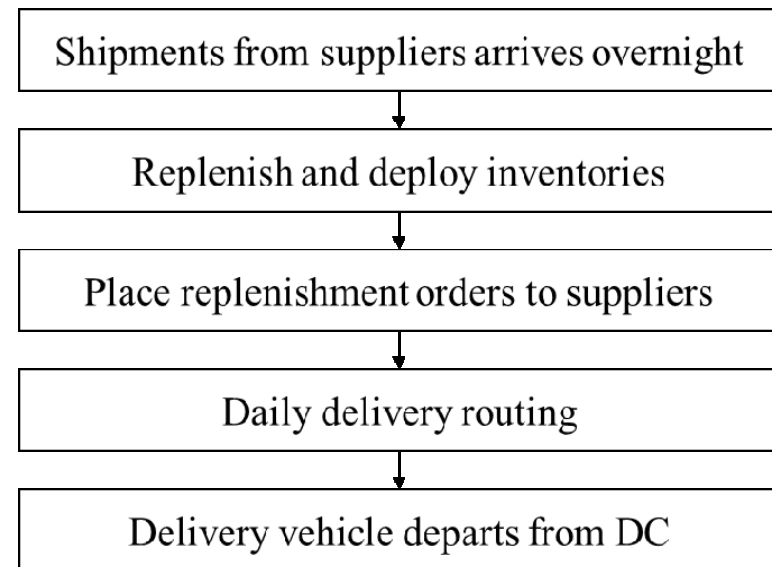 Shipments from suppliers arrives overnight
Replenish and deploy inventories
Place replenishment orders to suppliers
Daily delivery routing
Delivery vehicle departs from DC